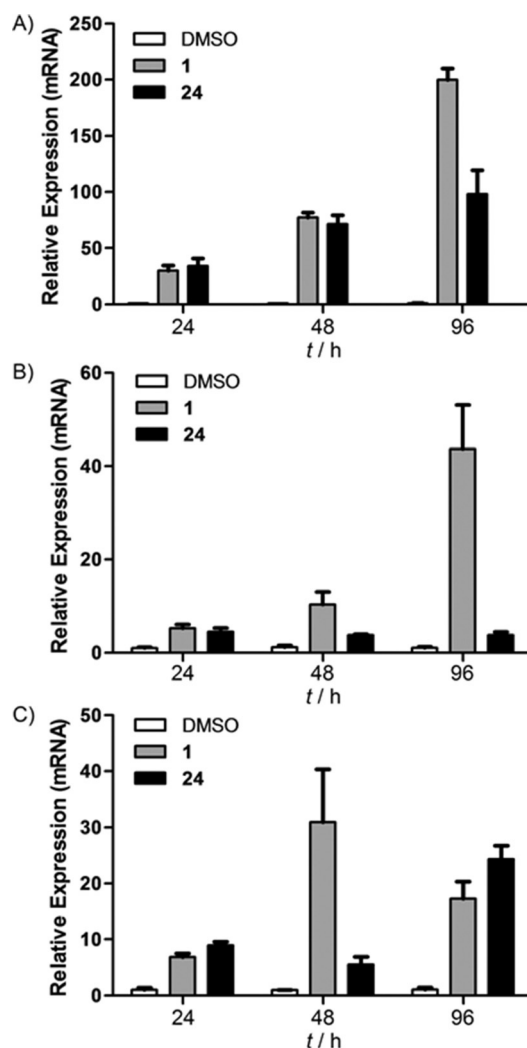 A)
Relative Expression (mRNA)
250
200
150
100
50
0
DMSO
1
24
24
48
96
t / h
B)
Relative Expression (mRNA)
60
40
20
0
DMSO
1
24
24
48
96
t / h
C)
Relative Expression (mRNA)
50
40
30
20
10
0
DMSO
1
24
24
48
96
t / h